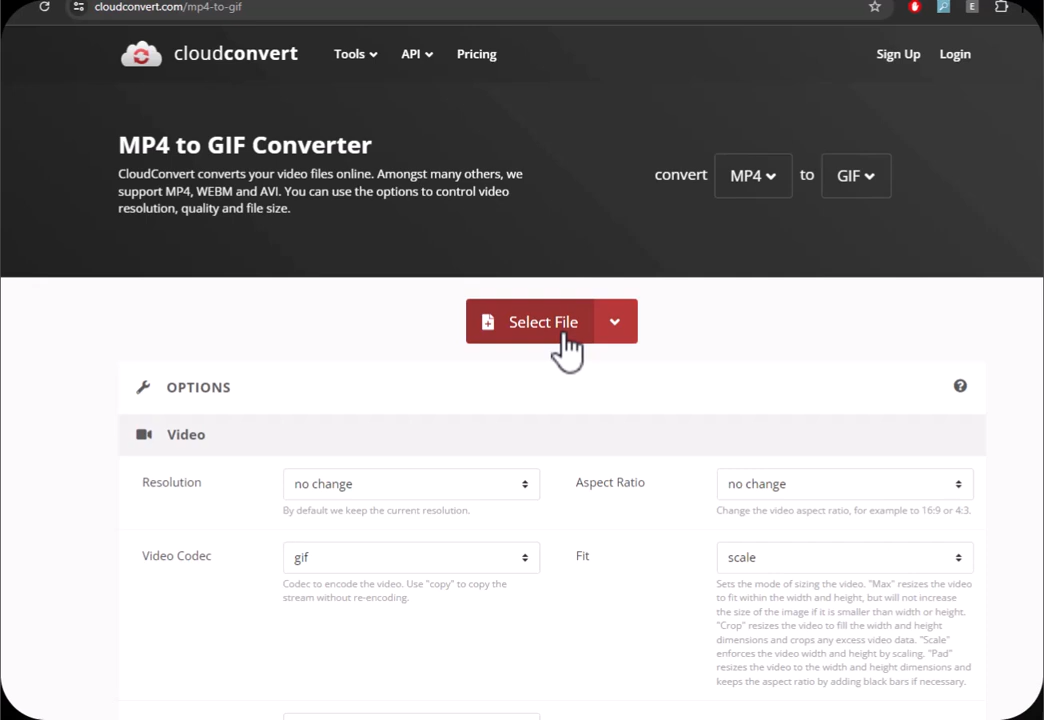 cloudconvert.com/mp4-to-gif
cloudconvert
Tools
API
Pricing
Sign Up
Login
MP4 to GIF Converter
CloudConvert converts your video files online. Amongst many others, we
support MP4, WEBM and AVI. You can use the options to control video
resolution, quality and file size.
convert MP4 to GIF
Select File
OPTIONS
Video
Resolution
no change
By default we keep the current resolution.
Aspect Ratio
no change
Change the video aspect ratio, for example to 16:9 or 4:3.
Video Codec
gif
Codec to encode the video. Use "copy" to copy the
stream without re-encoding.
Fit
scale
Sets the mode of sizing the video. "Max" resizes the video
to fit within the width and height, but will not increase
the size of the image if it is smaller than width or height.
"Crop" resizes the video to fill the width and height
dimensions and crops any excess video data. "Scale"
enforces the video width and height by scaling. "Pad"
resizes the video to the width and height dimensions and
keeps the aspect ratio by adding black bars if necessary.